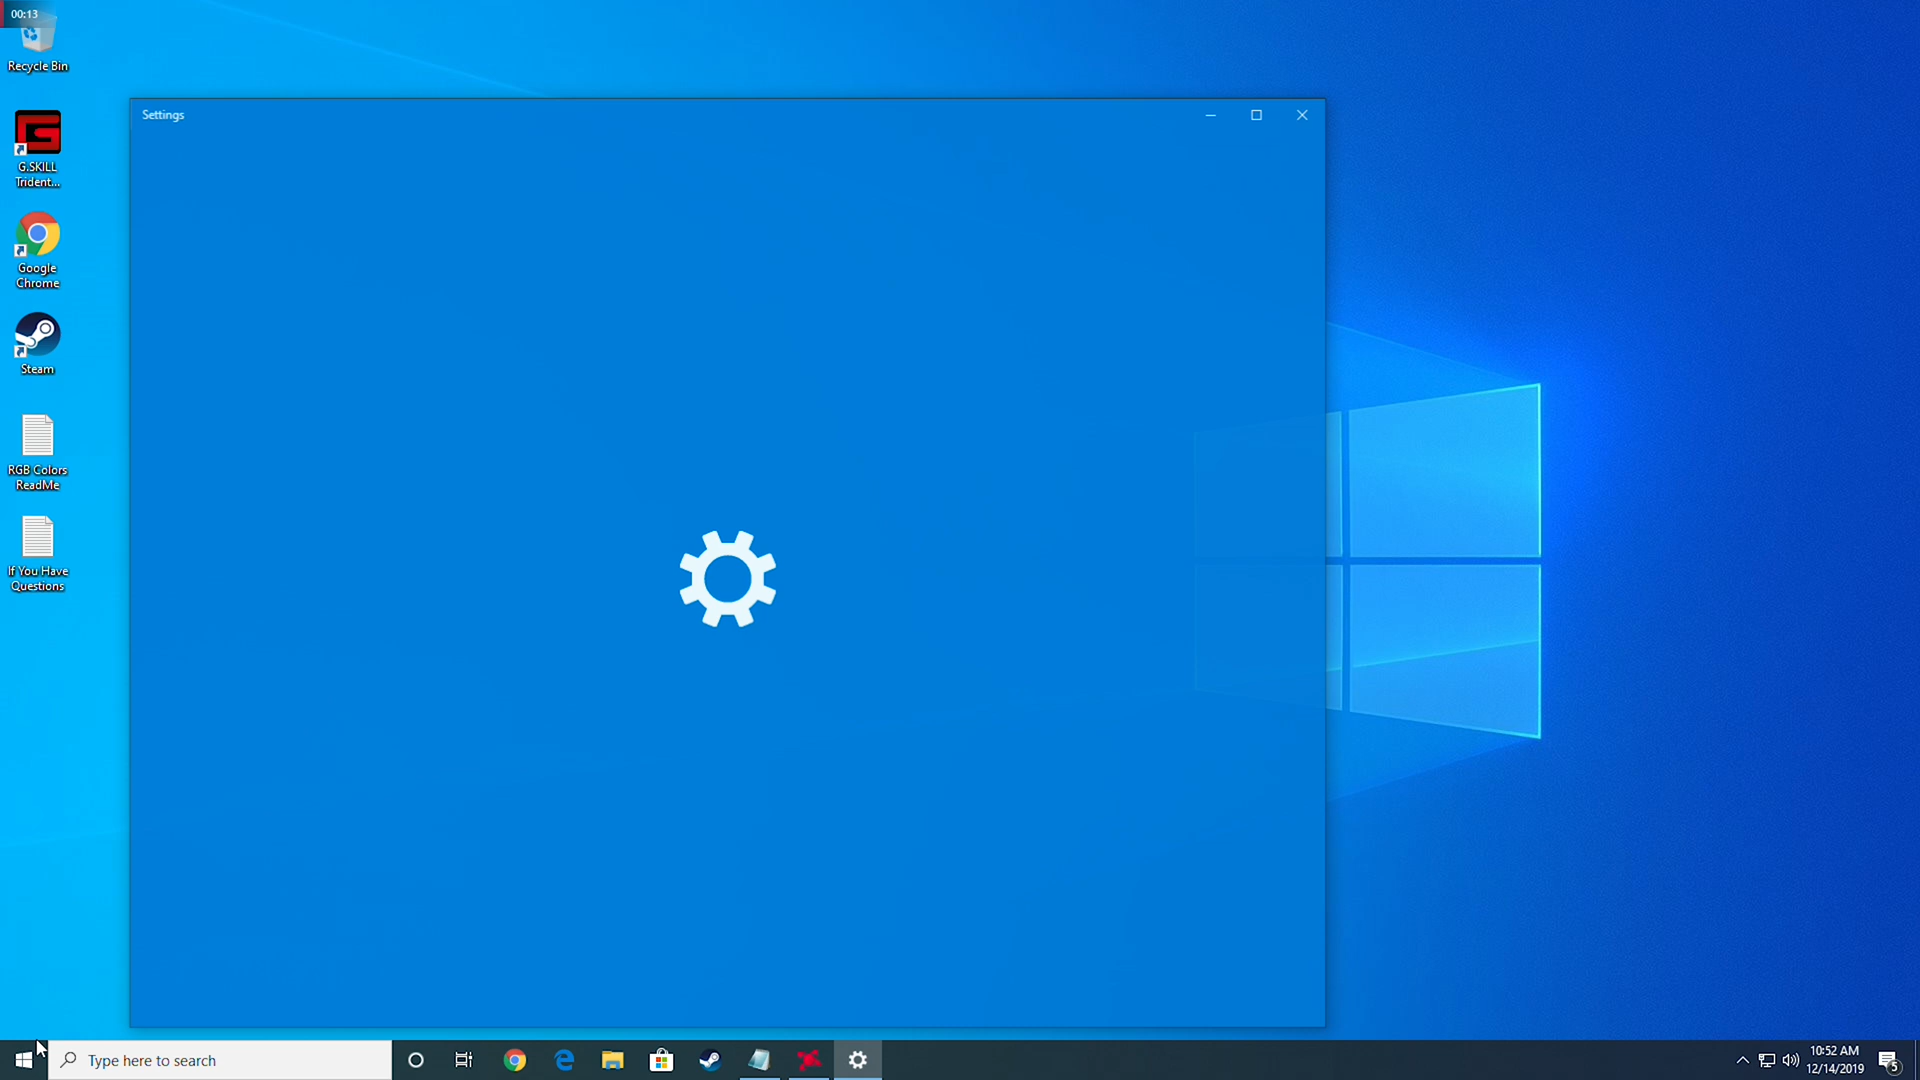 00:13
Recycle Bin
G.SKILL
Trident...
Google
Chrome
Steam
RGB Colors
ReadMe
If You Have
Questions
Settings
Type here to search
10:52 AM
12/14/2019
5